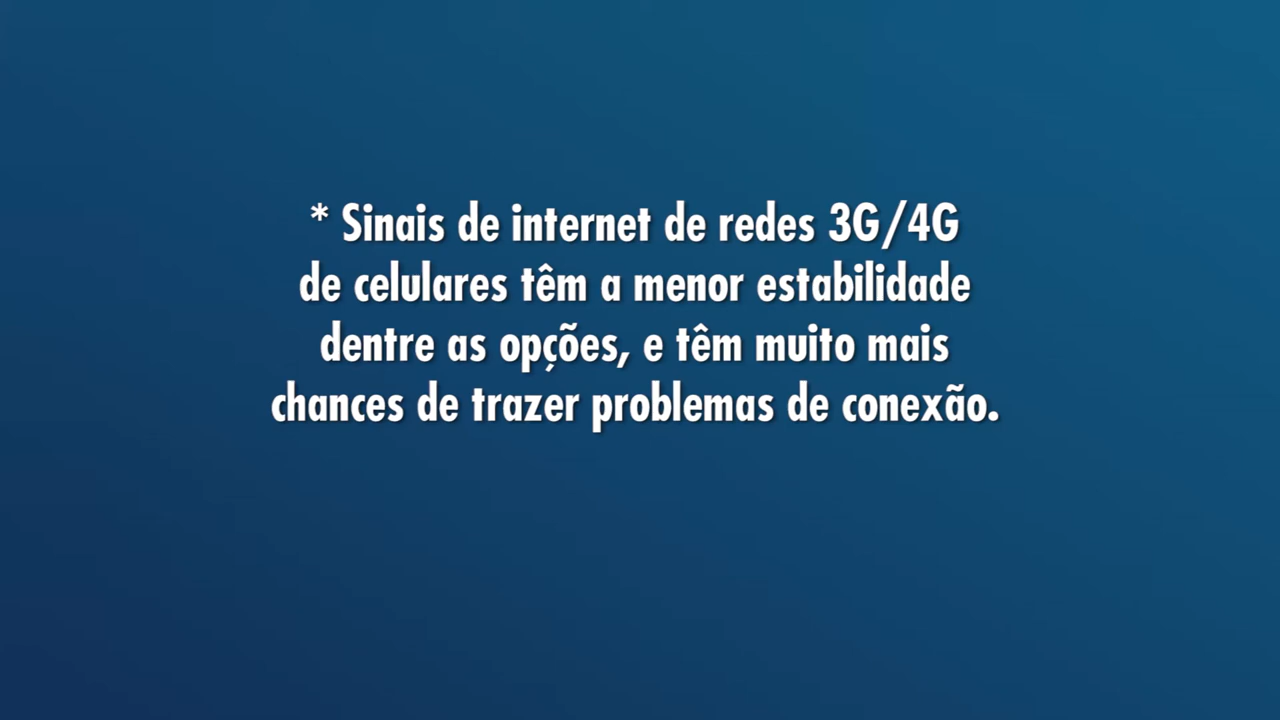 * Sinais de internet de redes 3G/4G
de celulares têm a menor estabilidade
dentre as opções, e têm muito mais
chances de trazer problemas de conexão.